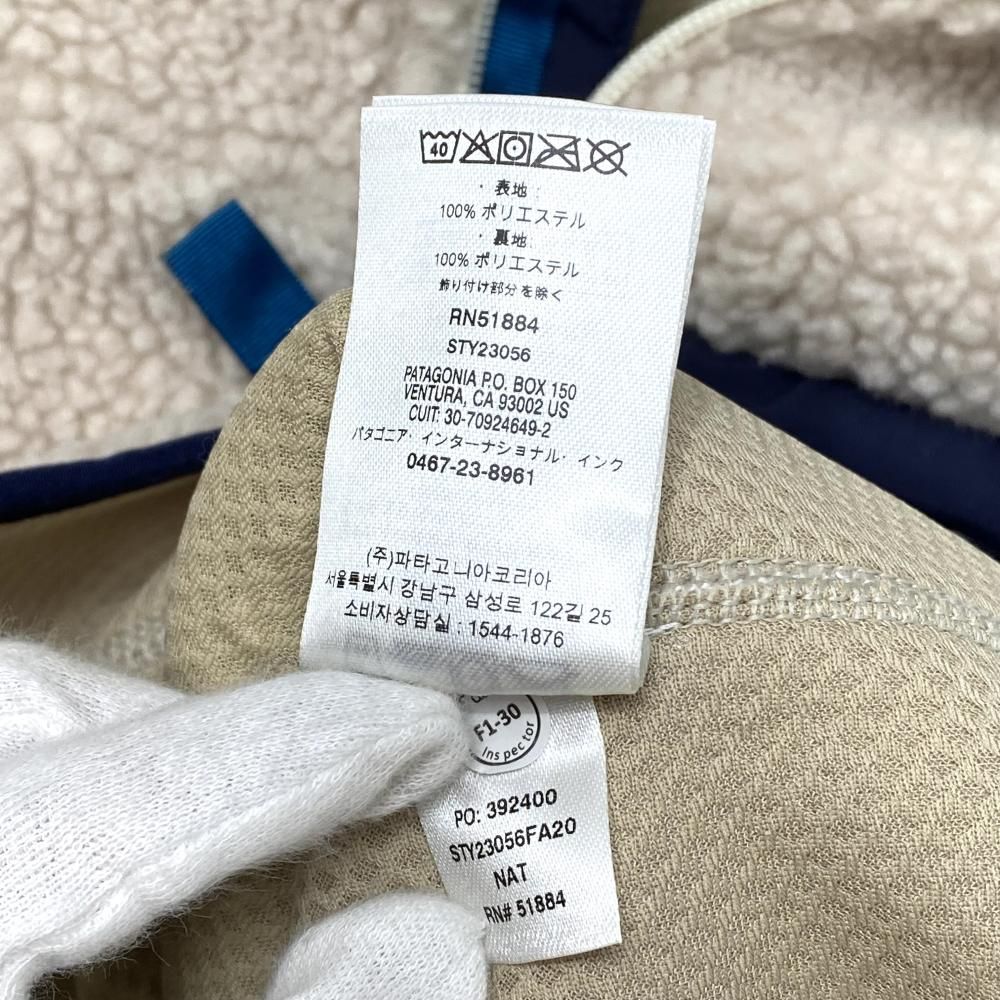 40
・表地:
100% ポリエステル
・裏地:
100% ポリエステル
飾り付け部分を除く
RN51884
STY23056
PATAGONIA P.O. BOX 150
VENTURA, CA 93002 US
CUIT: 30-70924649-2
パタゴニア・インターナショナル・インク
0467-23-8961
(주)파타고니아코리아
서울특별시 강남구 삼성로 122길 25
소비자상담실 : 1544-1876
F1-30
Inspector
PO: 392400
STY23056FA20
NAT
RN# 51884